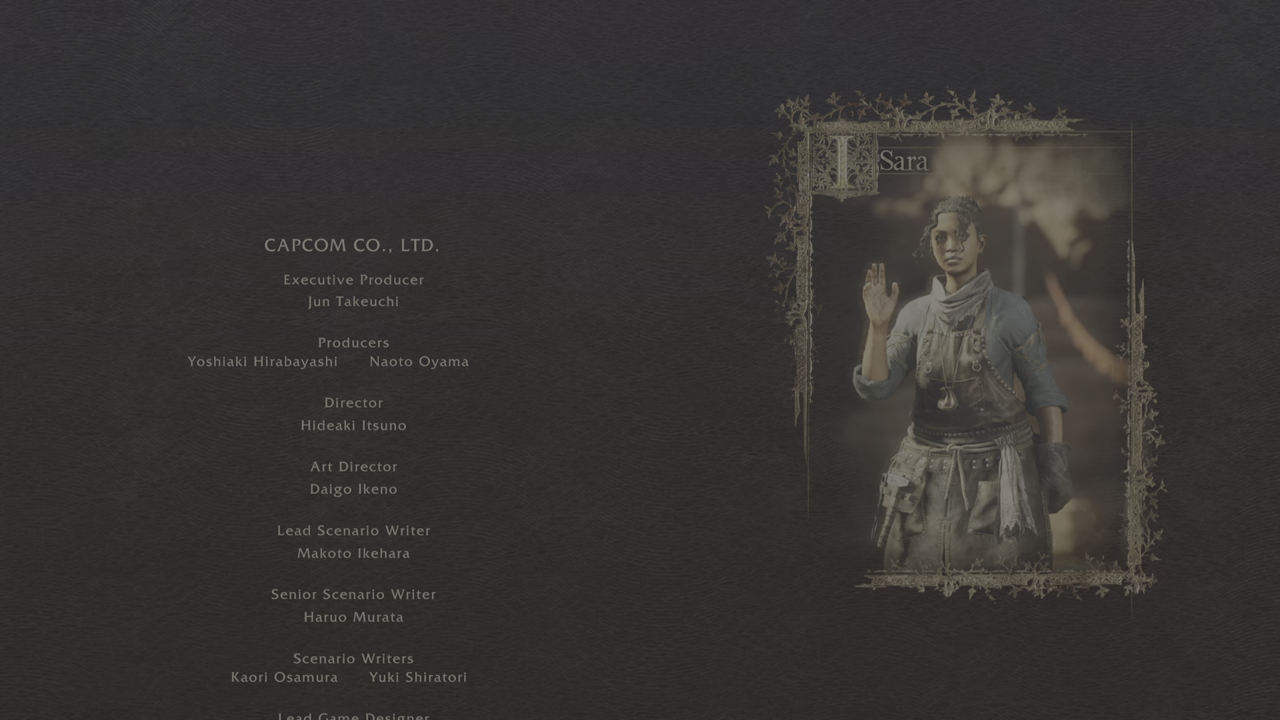 CAPCOM CO., LTD.
Executive Producer
Jun Takeuchi
Producers
Yoshiaki Hirabayashi Naoto Oyama
Director
Hideaki Itsuno
Art Director
Daigo Ikeno
Lead Scenario Writer
Makoto Ikehara
Senior Scenario Writer
Haruo Murata
Scenario Writers
Kaori Osamura Yuki Shiratori
Lead Game Designer
I Sara